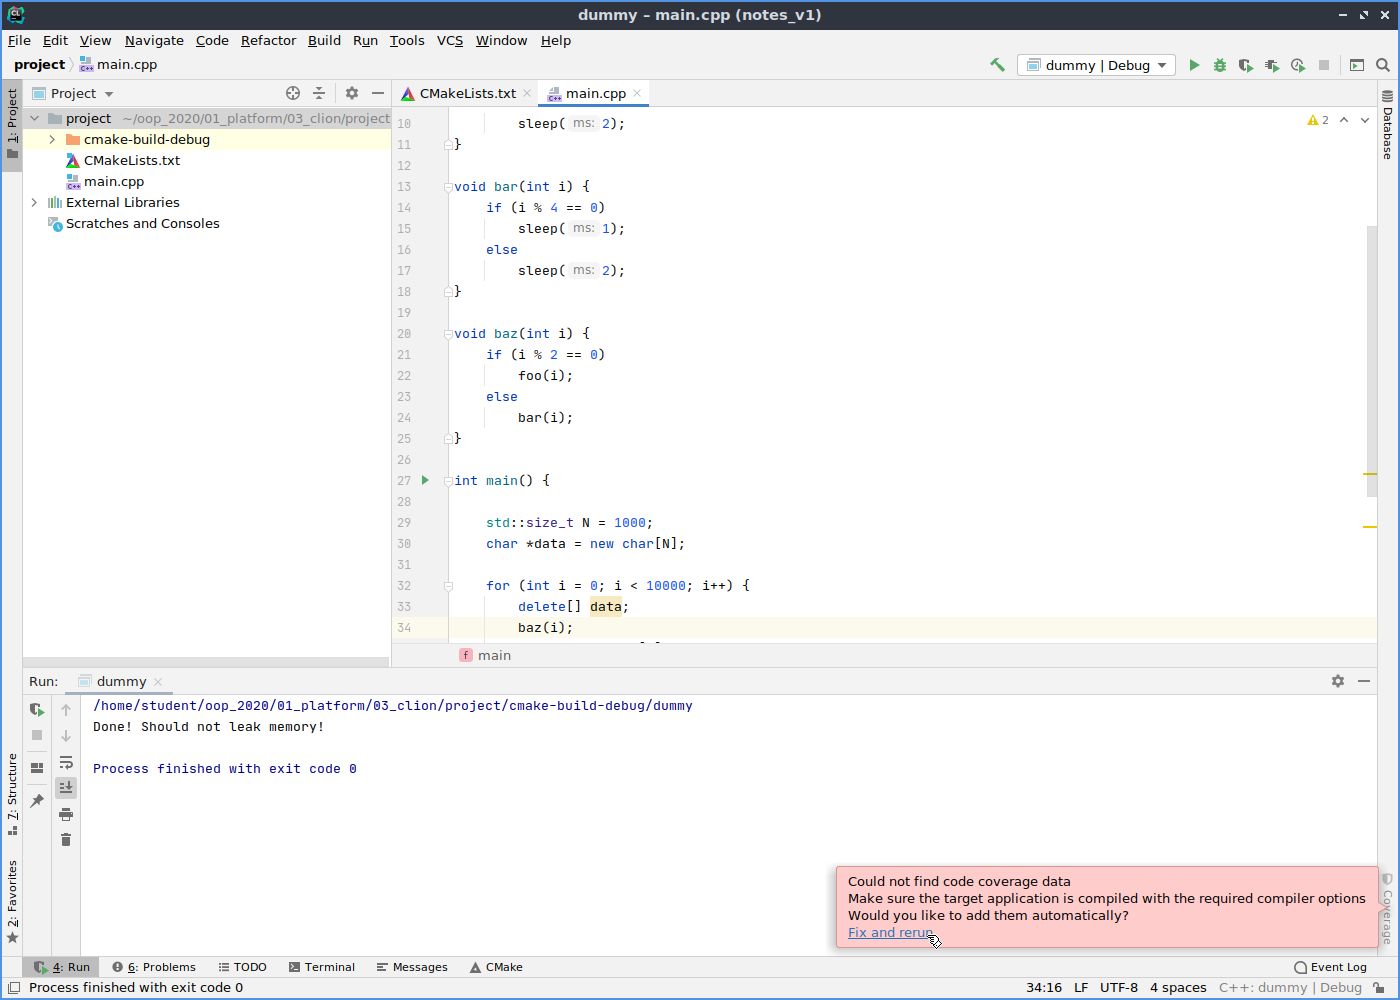 dummy – main.cpp (notes_v1)
File Edit View Navigate Code Refactor Build Run Tools VCS Window Help
project main.cpp
dummy | Debug
1: Project
Project
CMakeLists.txt
main.cpp
Database
project ~/oop_2020/01_platform/03_clion/project
cmake-build-debug
CMakeLists.txt
main.cpp
External Libraries
Scratches and Consoles
2
10 sleep( ms: 2);
11 }
12
13 void bar(int i) {
14 if (i % 4 == 0)
15 sleep( ms: 1);
16 else
17 sleep( ms: 2);
18 }
19
20 void baz(int i) {
21 if (i % 2 == 0)
22 foo(i);
23 else
24 bar(i);
25 }
26
27 int main() {
28
29 std::size_t N = 1000;
30 char *data = new char[N];
31
32 for (int i = 0; i < 10000; i++) {
33 delete[] data;
34 baz(i);
f main
Run: dummy
/home/student/oop_2020/01_platform/03_clion/project/cmake-build-debug/dummy
Done! Should not leak memory!
Process finished with exit code 0
7: Structure
2: Favorites
Could not find code coverage data
Make sure the target application is compiled with the required compiler options
Would you like to add them automatically?
Fix and rerun
Coverage
4: Run 6: Problems TODO Terminal Messages CMake Event Log
Process finished with exit code 0 34:16 LF UTF-8 4 spaces C++: dummy | Debug